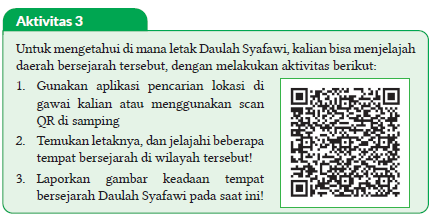 Aktivitas 3
Untuk mengetahui di mana letak Daulah Syafawi, kalian bisa menjelajah
daerah bersejarah tersebut, dengan melakukan aktivitas berikut:
1. Gunakan aplikasi pencarian lokasi di
gawai kalian atau menggunakan scan
QR di samping
2. Temukan letaknya, dan jelajahi beberapa
tempat bersejarah di wilayah tersebut!
3. Laporkan gambar keadaan tempat
bersejarah Daulah Syafawi pada saat ini!